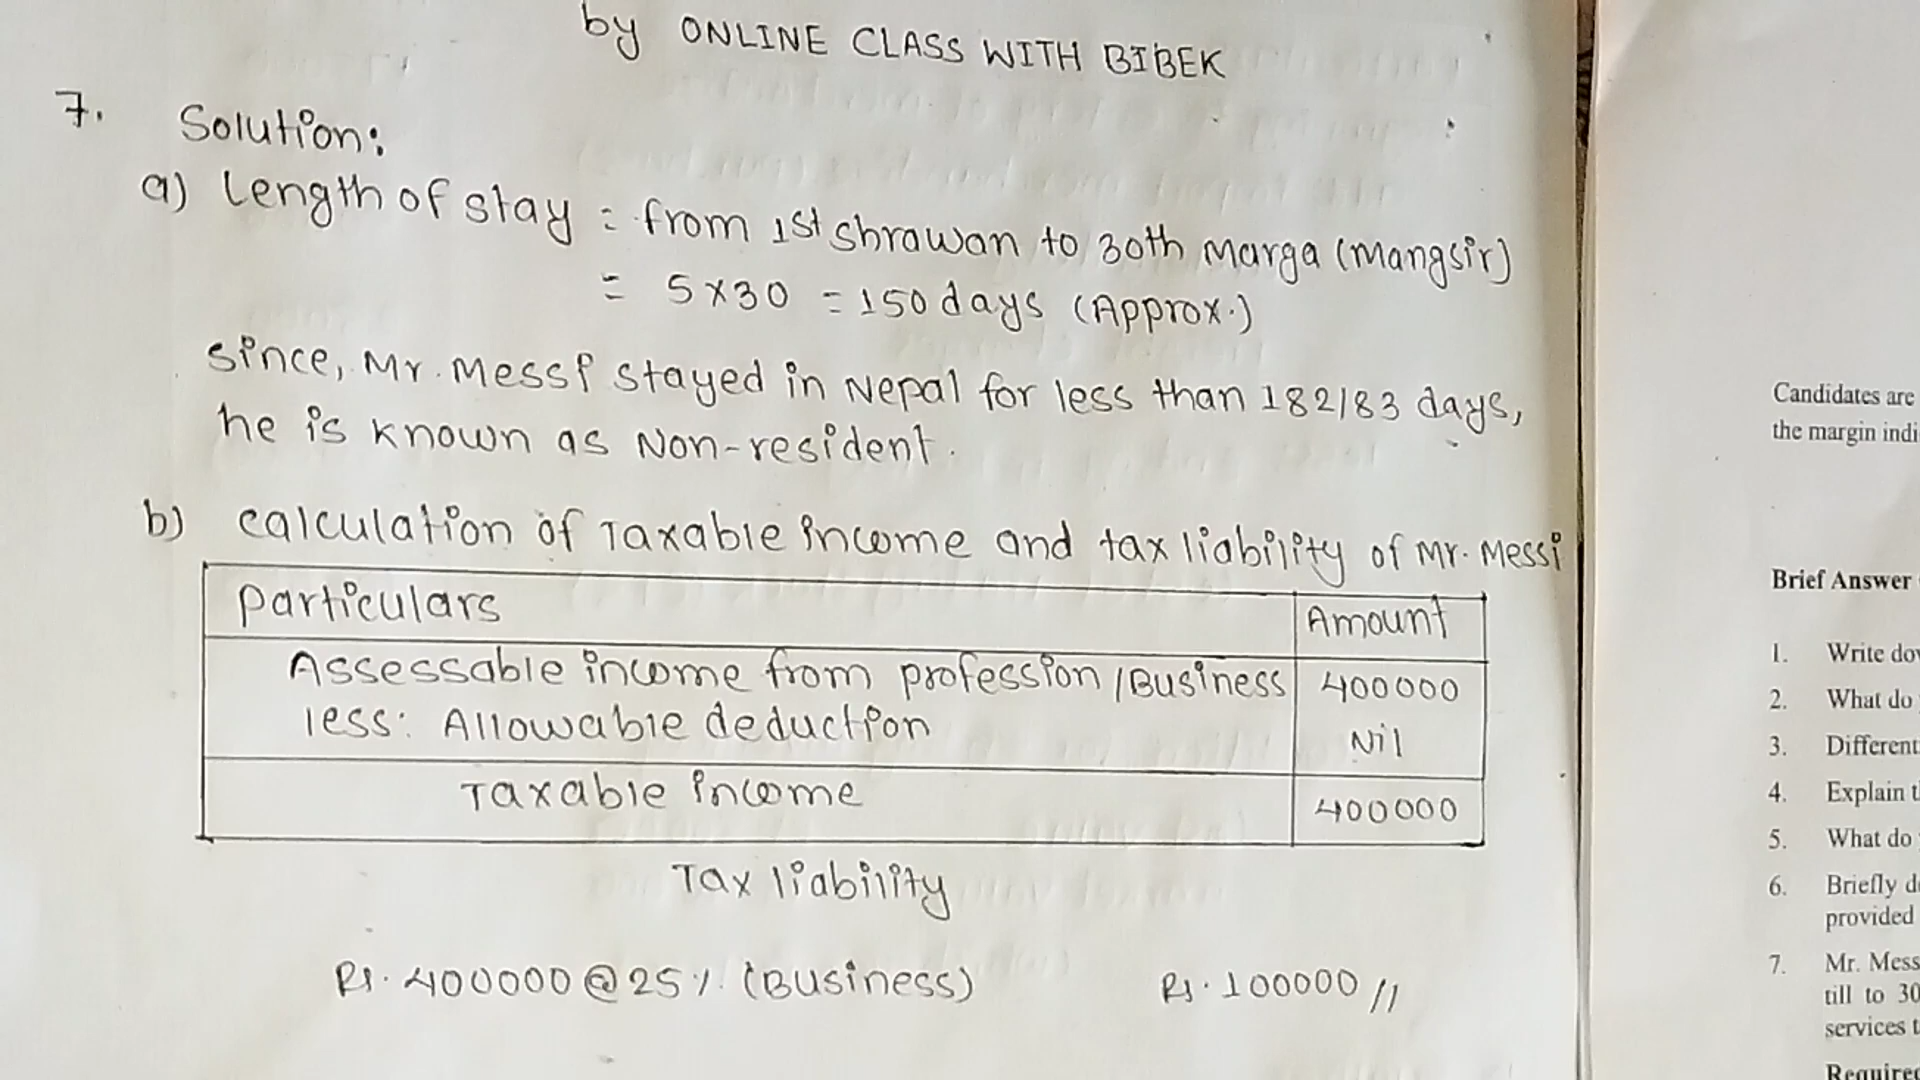 by ONLINE CLASS WITH BIBEK
7. Solution:
a) Length of stay = from 1st Shrawan to 30th Marga (Mangsir)
= 5×30 = 150 days (Approx.)
Since, Mr. Messi stayed in Nepal for less than 182/83 days,
he is known as Non-resident.
b) calculation of Taxable income and tax liability of Mr. Messi
particulars Amount
Assessable income from profession/Business 400000
less: Allowable deduction Nil
Taxable income 400000
Tax liability
Rs. 400000 @ 25%. (Business) Rs. 100000 //
Candidates are
the margin indi
Brief Answer
1. Write do
2. What do
3. Different
4. Explain t
5. What do
6. Briefly d
provided
7. Mr. Mess
till to 30
services t
Required